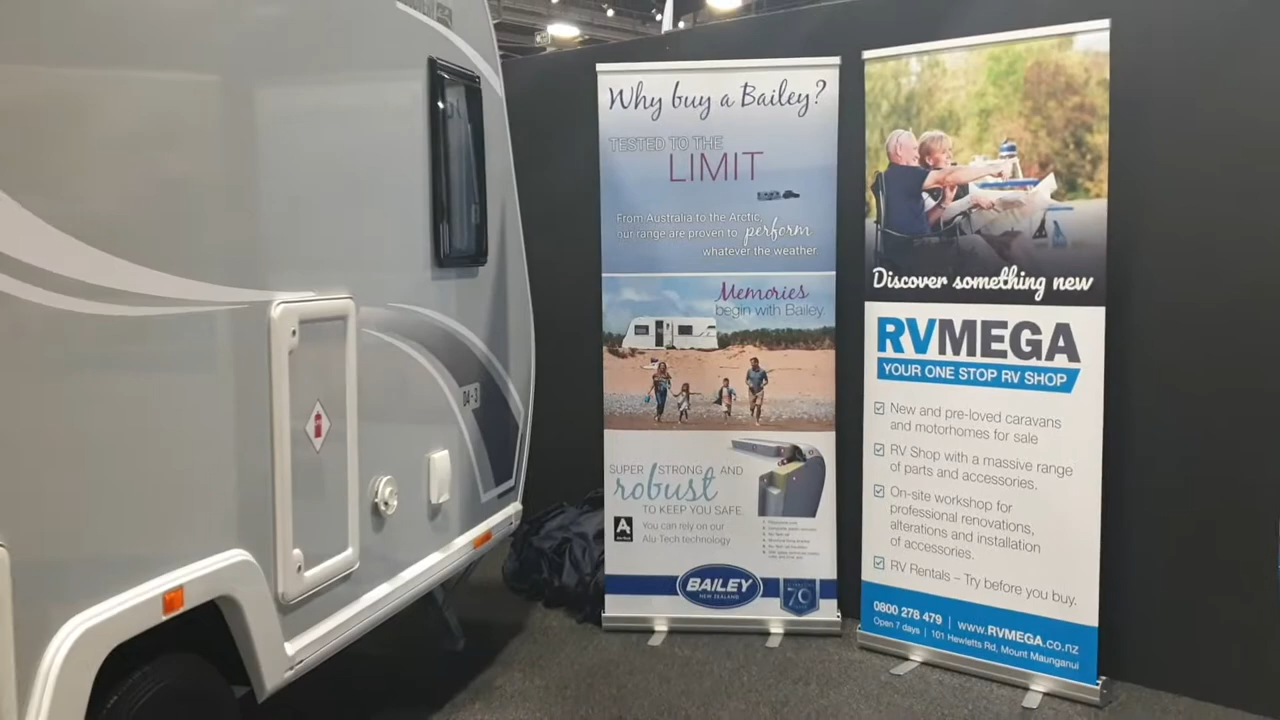 D4-3
Why buy a Bailey?
TESTED TO THE
LIMIT
From Australia to the Arctic,
our range are proven to perform
whatever the weather
Memories
begin with Bailey.
SUPER STRONG AND
robust
TO KEEP YOU SAFE.
You can rely on our
Alu-Tech technology
BAILEY
NEW ZEALAND
70
Discover something new
RVMEGA
YOUR ONE STOP RV SHOP
New and pre-loved caravans
and motorhomes for sale
RV Shop with a massive range
of parts and accessories.
On-site workshop for
professional renovations,
alterations and installation
of accessories.
RV Rentals – Try before you buy.
0800 278 479 | www.RVMEGA.co.nz
Open 7 days | 101 Hewletts Rd, Mount Maunganui